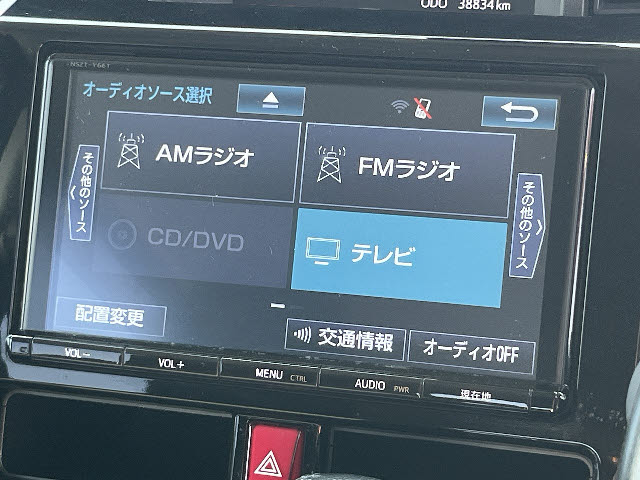 ODO 38834km
NSZT-Y66T
オーディオソース選択
AMラジオ
FMラジオ
その他のソース
CD/DVD
テレビ
その他のソース
配置変更
交通情報
オーディオOFF
VOL−
VOL+
MENU CTRL
AUDIO PWR
現在地